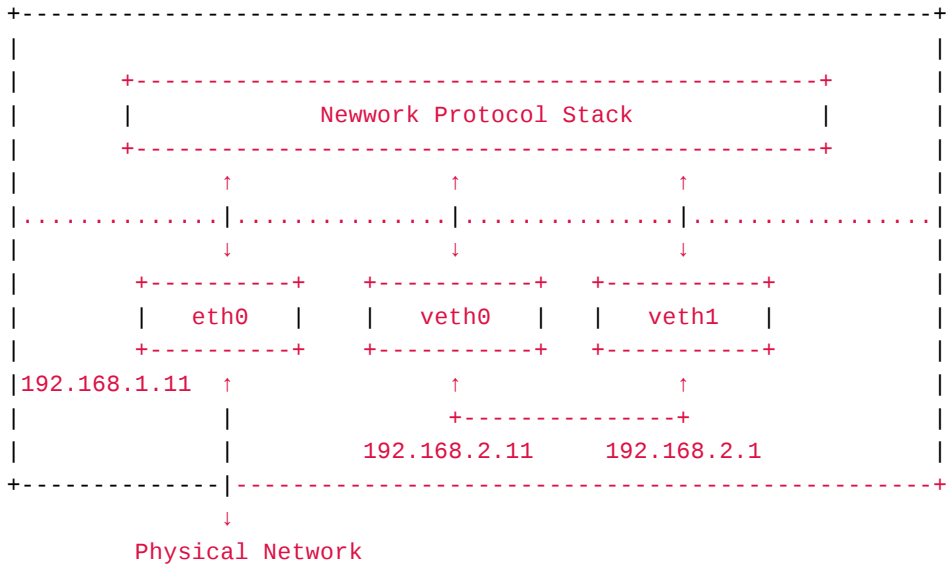 Newwork Protocol Stack
eth0 veth0 veth1
192.168.1.11
192.168.2.11 192.168.2.1
Physical Network